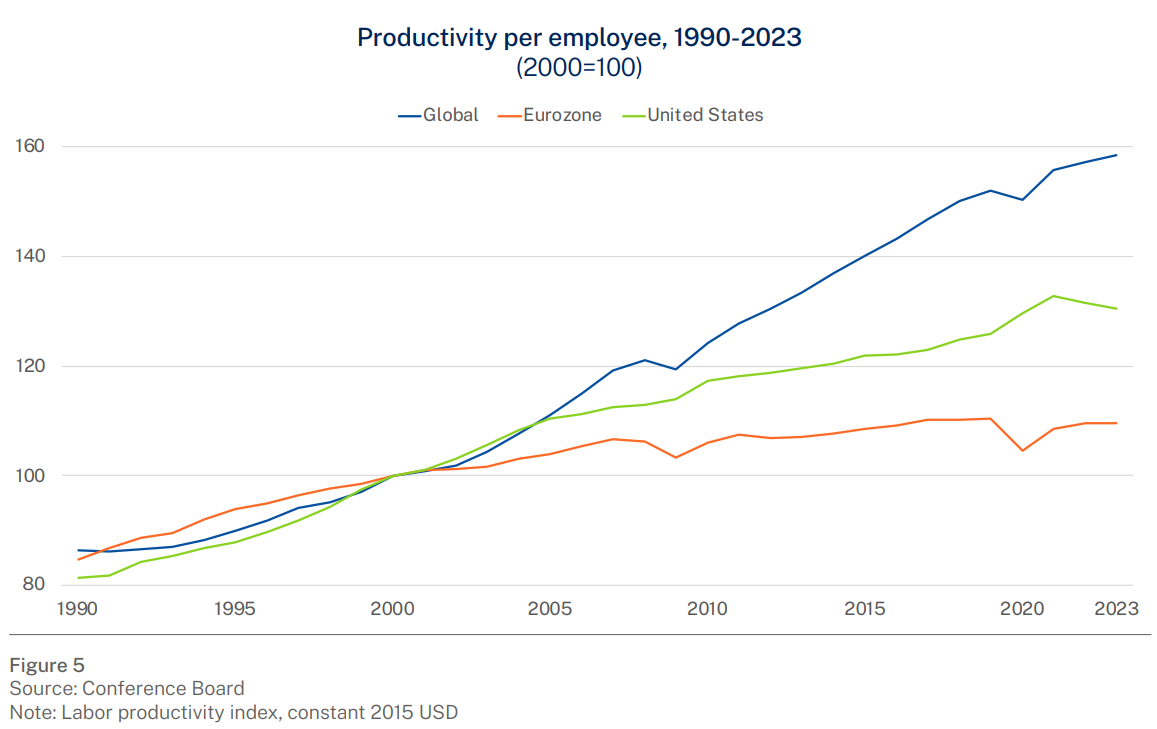 Productivity per employee, 1990-2023
(2000=100)
Global Eurozone United States
160
140
120
100
80
1990 1995 2000 2005 2010 2015 2020 2023
Figure 5
Source: Conference Board
Note: Labor productivity index, constant 2015 USD